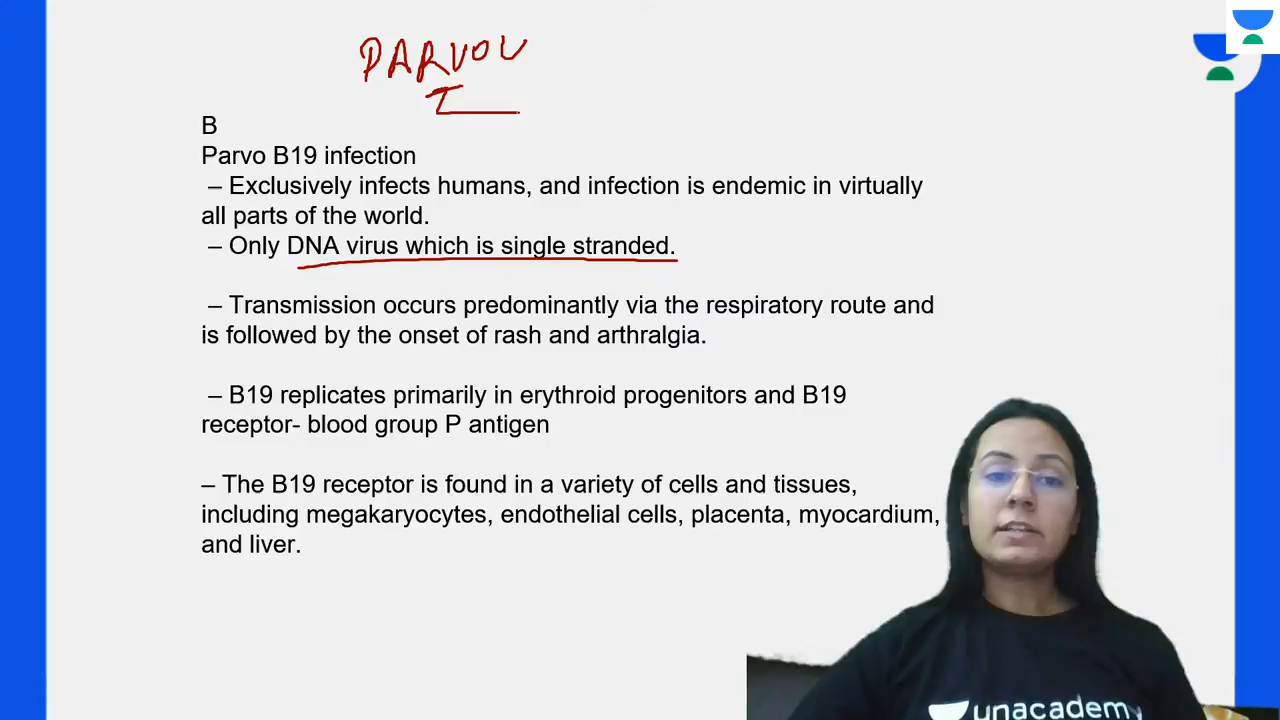 PARVOV
I
B
Parvo B19 infection
– Exclusively infects humans, and infection is endemic in virtually
all parts of the world.
– Only DNA virus which is single stranded.
– Transmission occurs predominantly via the respiratory route and
is followed by the onset of rash and arthralgia.
– B19 replicates primarily in erythroid progenitors and B19
receptor- blood group P antigen
– The B19 receptor is found in a variety of cells and tissues,
including megakaryocytes, endothelial cells, placenta, myocardium,
and liver.
unacademy